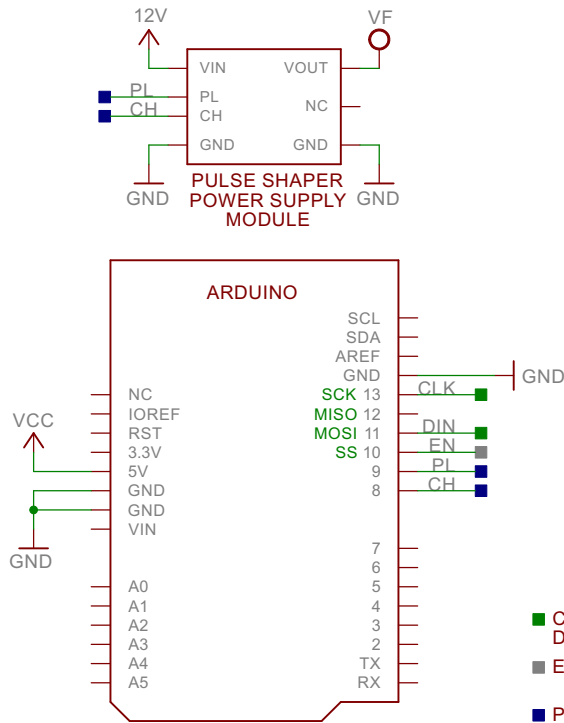 12V
VF
VIN VOUT
PL PL
NC
CH CH
GND GND
GND GND
PULSE SHAPER
POWER SUPPLY
MODULE
ARDUINO
SCL
SDA
AREF
GND GND
NC SCK 13 CLK
IOREF MISO 12
VCC RST MOSI 11 DIN
3.3V SS 10 EN
5V 9 PL
GND 8 CH
GND
VIN
GND
7
6
A0 5
A1 4
A2 3
A3 2
A4 TX
A5 RX
C
D
E
P